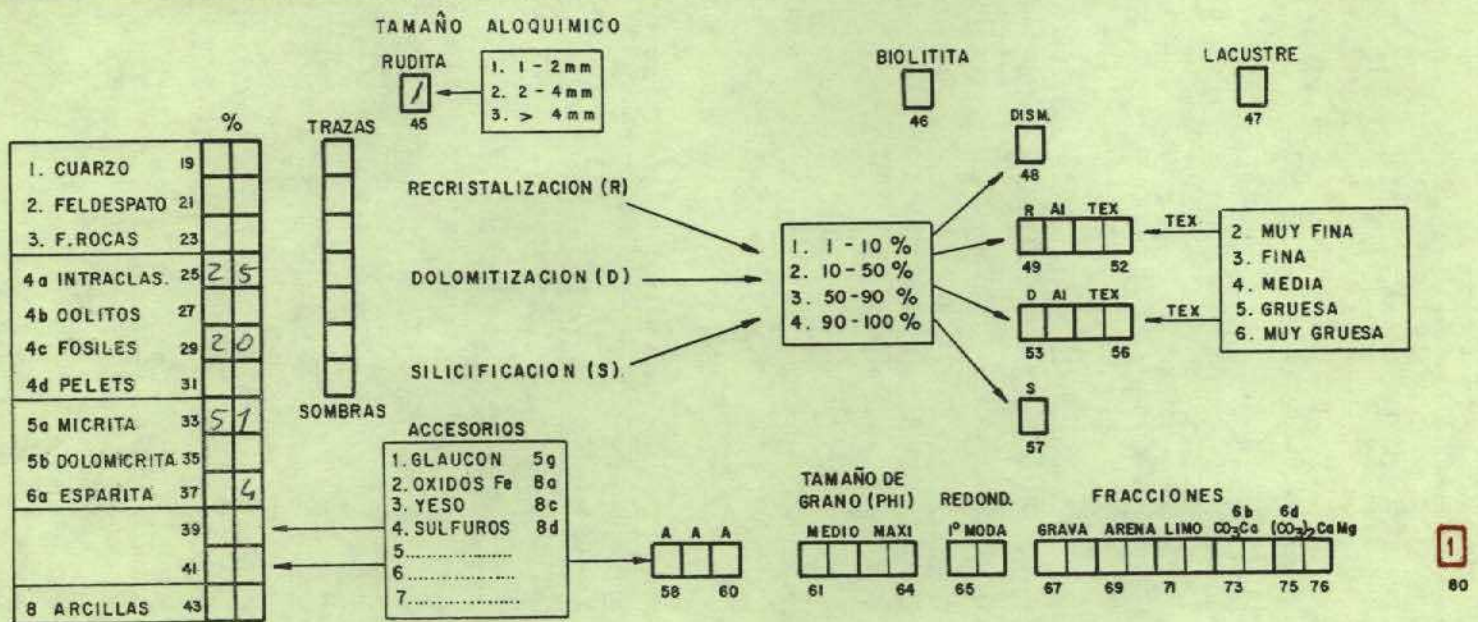 TAMAÑO ALOQUIMICO
RUDITA
1
45
1. 1 - 2 mm
2. 2 - 4 mm
3. > 4 mm
BIOLITITA
46
LACUSTRE
47
%
1. CUARZO 19
2. FELDESPATO 21
3. F. ROCAS 23
4a INTRACLAS. 25 2 5
4b OOLITOS 27
4c FOSILES 29 2 0
4d PELETS 31
5a MICRITA 33 5 1
5b DOLOMICRITA 35
6a ESPARITA 37 4
39
41
8 ARCILLAS 43
TRAZAS
SOMBRAS
RECRISTALIZACION (R)
DOLOMITIZACION (D)
SILICIFICACION (S)
1. 1 - 10 %
2. 10 - 50 %
3. 50 - 90 %
4. 90 - 100 %
DISM.
48
R AI TEX
49 52
D AI TEX
53 56
S
57
TEX
TEX
2 MUY FINA
3. FINA
4. MEDIA
5. GRUESA
6. MUY GRUESA
ACCESORIOS
1. GLAUCON 5g
2. OXIDOS Fe 8a
3. YESO 8c
4. SULFUROS 8d
5................
6................
7................
A A A
58 60
TAMAÑO DE
GRANO (PHI)
MEDIO MAXI
61 64
REDOND.
1º MODA
65
FRACCIONES
6b 6d
GRAVA ARENA LIMO CO3Ca (CO3)2CaMg
67 69 71 73 75 76
1
80